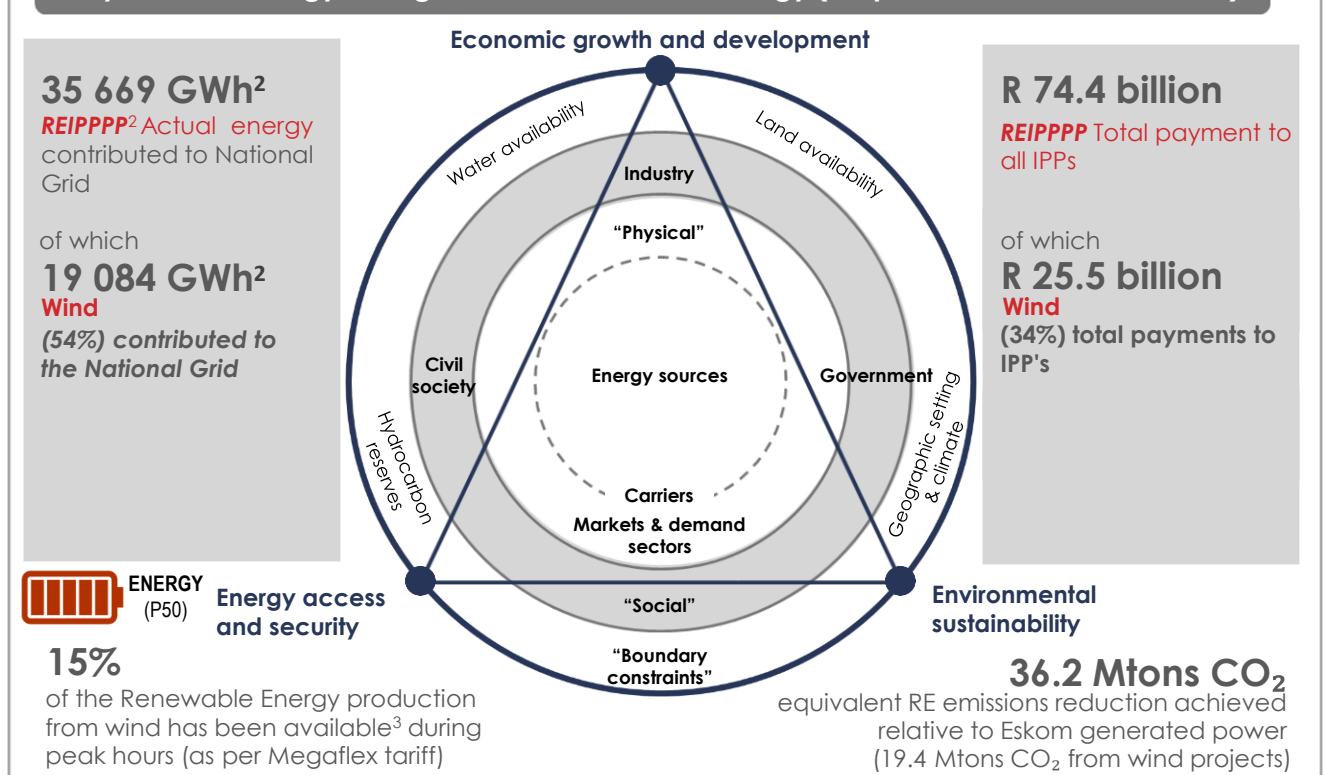 Economic growth and development
35 669 GWh²
REIPPPP² Actual energy
contributed to National
Grid
of which
19 084 GWh²
Wind
(54%) contributed to
the National Grid
Water availability
Land availability
Industry
"Physical"
Civil
society
Energy sources
Government
Hydrocarbon
reserves
Geographic setting
& climate
Carriers
Markets & demand
sectors
"Social"
"Boundary
constraints"
R 74.4 billion
REIPPPP Total payment to
all IPPs
of which
R 25.5 billion
Wind
(34%) total payments to
IPP's
ENERGY
(P50)
Energy access
and security
15%
of the Renewable Energy production
from wind has been available³ during
peak hours (as per Megaflex tariff)
Environmental
sustainability
36.2 Mtons CO₂
equivalent RE emissions reduction achieved
relative to Eskom generated power
(19.4 Mtons CO₂ from wind projects)